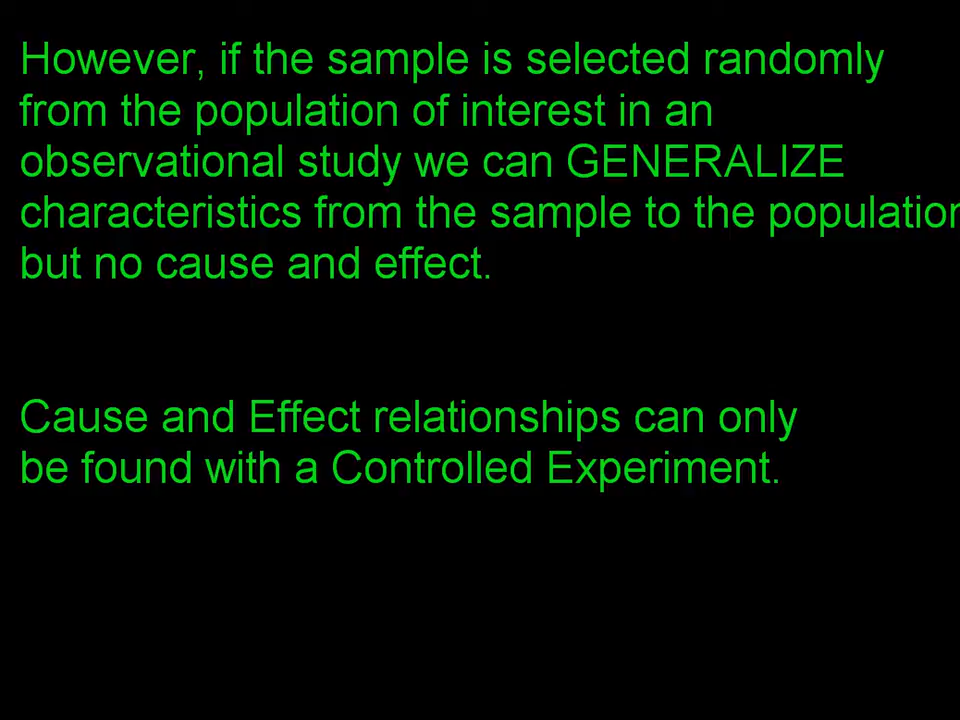 However, if the sample is selected randomly
from the population of interest in an
observational study we can GENERALIZE
characteristics from the sample to the population
but no cause and effect.
Cause and Effect relationships can only
be found with a Controlled Experiment.